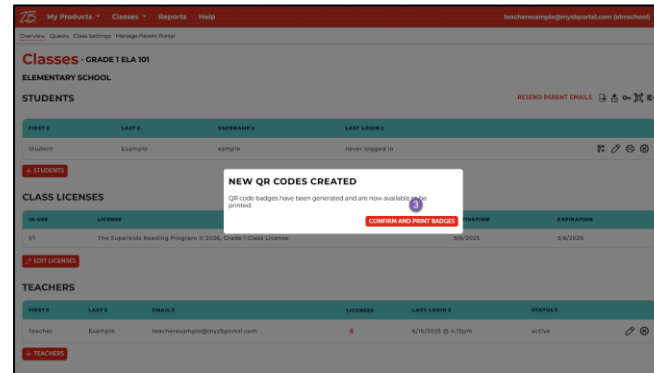 ZB My Products Classes Reports Help teacherexample@myzbportal.com (elmschool)
Overview Quests Class Settings Manage Parent Portal
Classes - GRADE 1 ELA 101
ELEMENTARY SCHOOL
STUDENTS RESEND PARENT EMAILS
FIRST LAST USERNAME LAST LOGIN
Student Example sample never logged in
+ STUDENTS
NEW QR CODES CREATED
QR code badges have been generated and are now available to be
printed.
3
CONFIRM AND PRINT BADGES
CLASS LICENSES
IN-USE LICENSE EXPIRATION
1/1 The Superkids Reading Program © 2026, Grade 1 Class License 5/6/2025 5/6/2026
EDIT LICENSES
TEACHERS
FIRST LAST EMAIL LICENSES LAST LOGIN STATUS
Teacher Example teacherexample@myzbportal.com 6/16/2025 @ 4:12pm active
+ TEACHERS